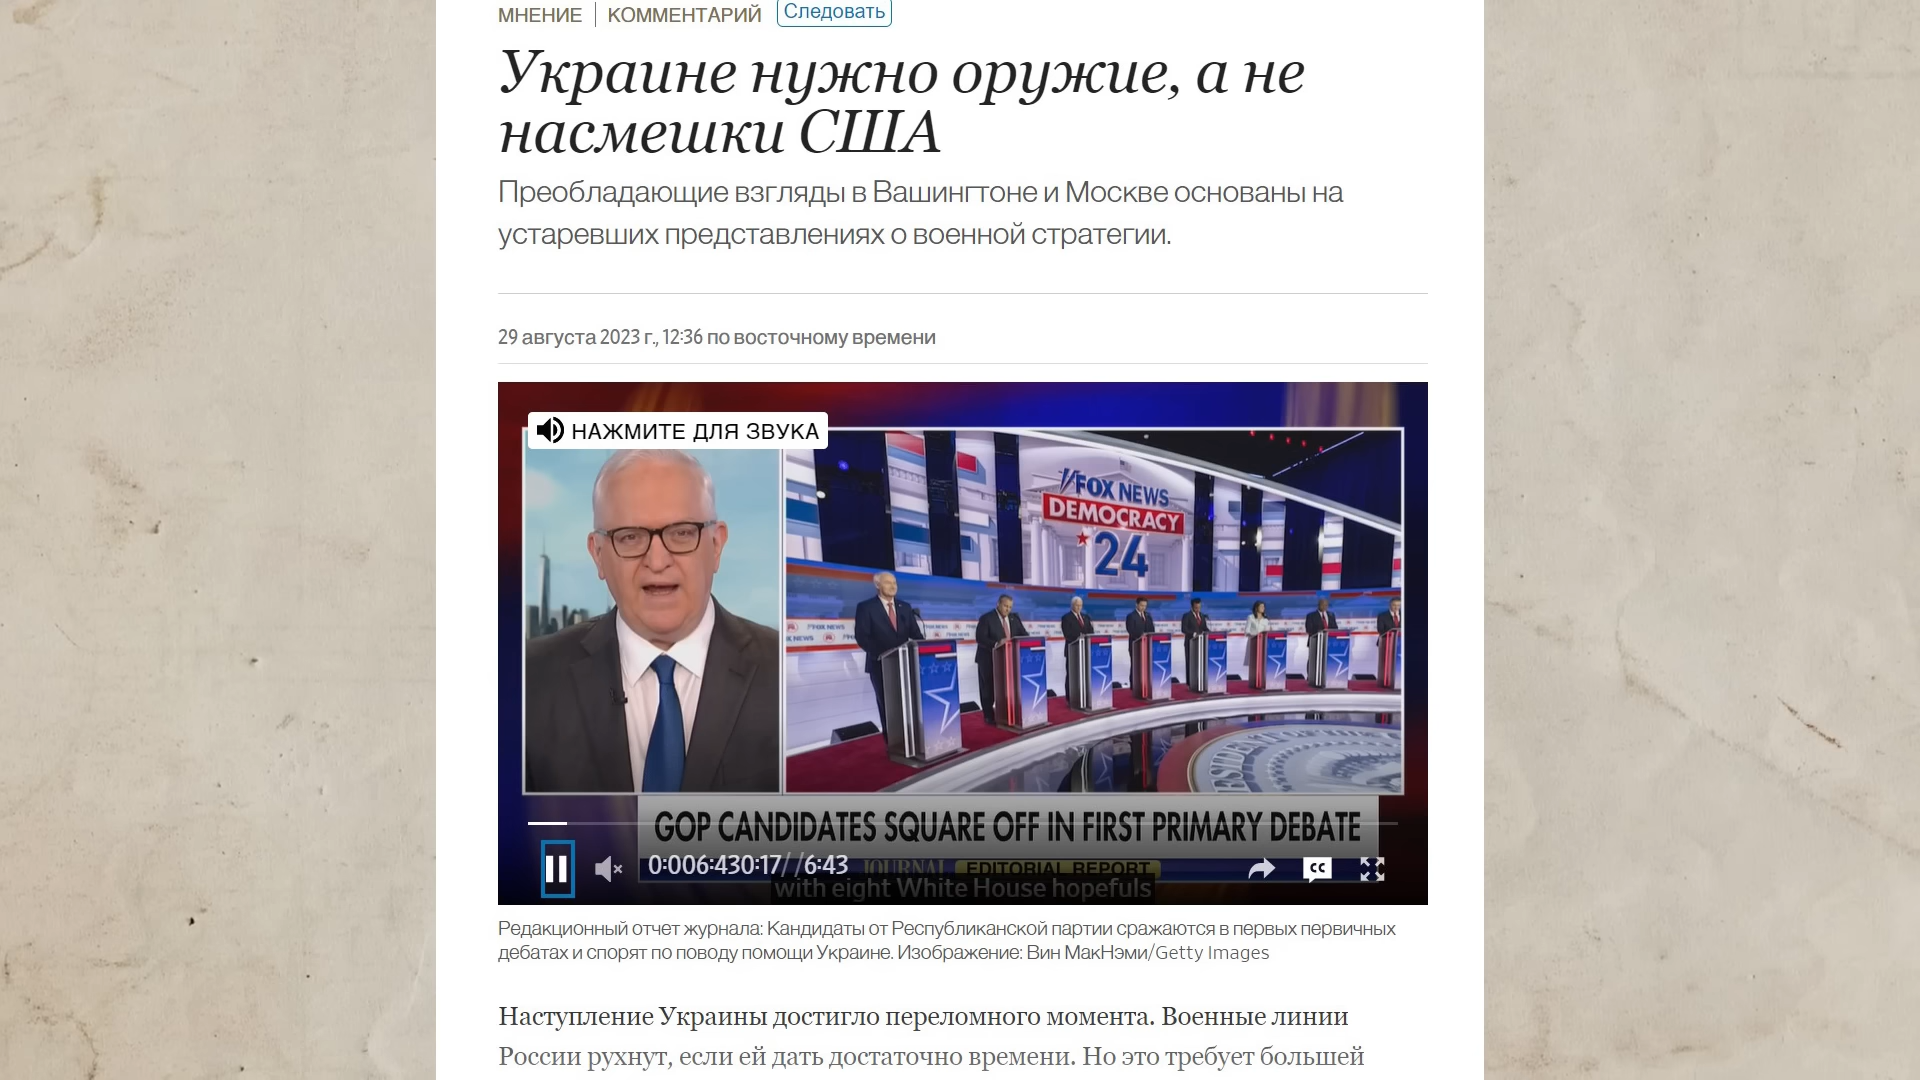 МНЕНИЕ | КОММЕНТАРИЙ Следовать
Украине нужно оружие, а не
насмешки США
Преобладающие взгляды в Вашингтоне и Москве основаны на
устаревших представлениях о военной стратегии.
29 августа 2023 г., 12:36 по восточному времени
НАЖМИТЕ ДЛЯ ЗВУКА
FOX NEWS
DEMOCRACY
24
FOX NEWS
GOP CANDIDATES SQUARE OFF IN FIRST PRIMARY DEBATE
0:006:430:17//6:43
JOURNAL EDITORIAL REPORT
CC
with eight White House hopefuls
Редакционный отчет журнала: Кандидаты от Республиканской партии сражаются в первых первичных
дебатах и спорят по поводу помощи Украине. Изображение: Вин МакНэми/Getty Images
Наступление Украины достигло переломного момента. Военные линии
России рухнут, если ей дать достаточно времени. Но это требует большей